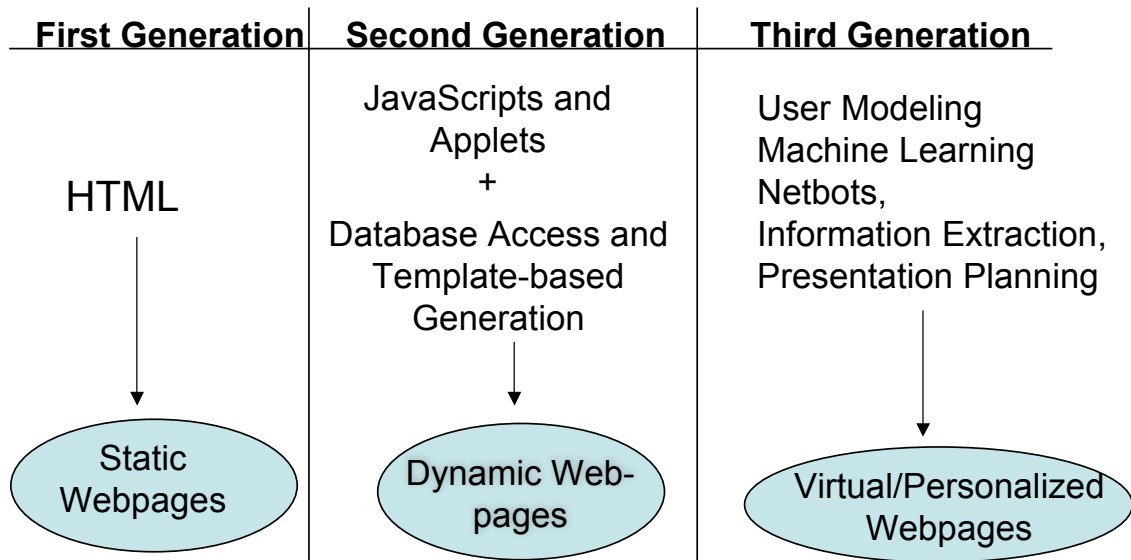 First Generation
Second Generation
Third Generation
HTML
Static
Webpages
JavaScripts and
Applets
+
Database Access and
Template-based
Generation
Dynamic Web-
pages
User Modeling
Machine Learning
Netbots,
Information Extraction,
Presentation Planning
Virtual/Personalized
Webpages